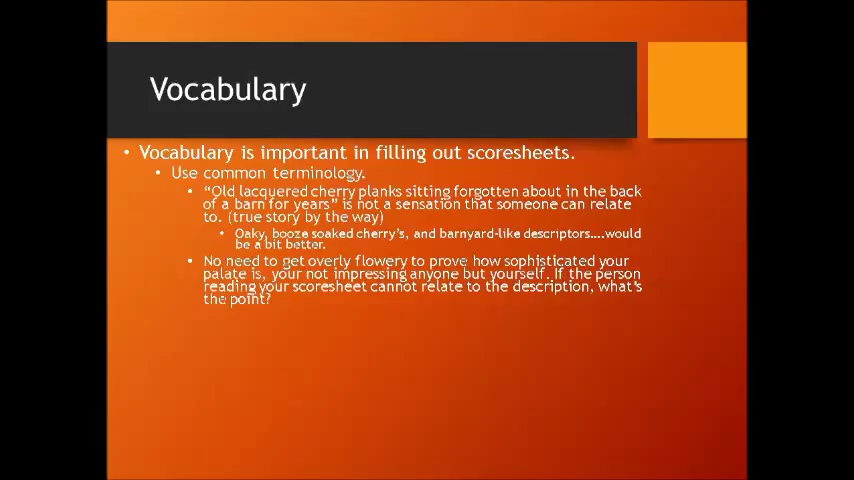 Vocabulary
• Vocabulary is important in filling out scoresheets.
• Use common terminology.
• “Old lacquered cherry planks sitting forgotten about in the back
of a barn for years” is not a sensation that someone can relate
to. (true story by the way)
• Oaky, booze soaked cherry’s, and barnyard-like descriptors….would
be a bit better.
• No need to get overly flowery to prove how sophisticated your
palate is, your not impressing anyone but yourself. If the person
reading your scoresheet cannot relate to the description, what’s
the point?